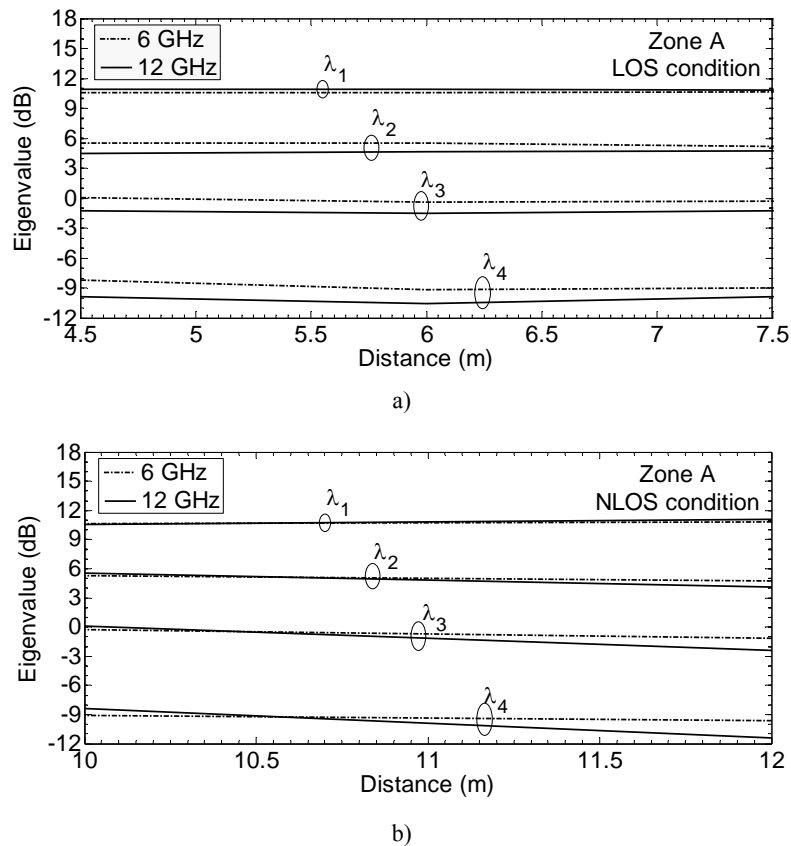 18
15
12
9
6
3
0
-3
-6
-9
-12
Eigenvalue (dB)
6 GHz
12 GHz
Zone A
LOS condition
λ1
λ2
λ3
λ4
4.5 5 5.5 6 6.5 7 7.5
Distance (m)
a)
18
15
12
9
6
3
0
-3
-6
-9
-12
Eigenvalue (dB)
6 GHz
12 GHz
Zone A
NLOS condition
λ1
λ2
λ3
λ4
10 10.5 11 11.5 12
Distance (m)
b)